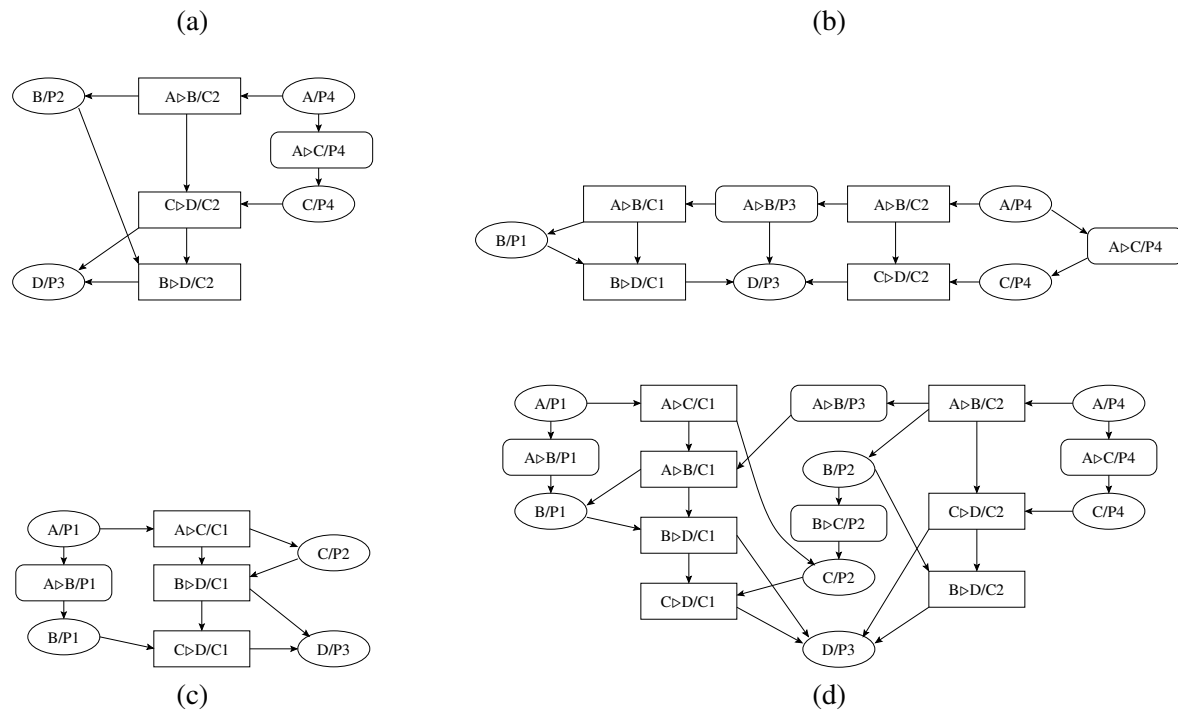 (a)
(b)
B/P2
A▷B/C2
A/P4
A▷C/P4
C▷D/C2
C/P4
D/P3
B▷D/C2
A▷B/C1
A▷B/P3
A▷B/C2
A/P4
B/P1
A▷C/P4
B▷D/C1
D/P3
C▷D/C2
C/P4
A/P1
A▷C/C1
C/P2
A▷B/P1
B▷D/C1
B/P1
C▷D/C1
D/P3
A/P1
A▷C/C1
A▷B/P3
A▷B/C2
A/P4
A▷B/P1
A▷B/C1
B/P2
A▷C/P4
B/P1
B▷D/C1
B▷C/P2
C▷D/C2
C/P4
C▷D/C1
C/P2
B▷D/C2
D/P3
(c)
(d)